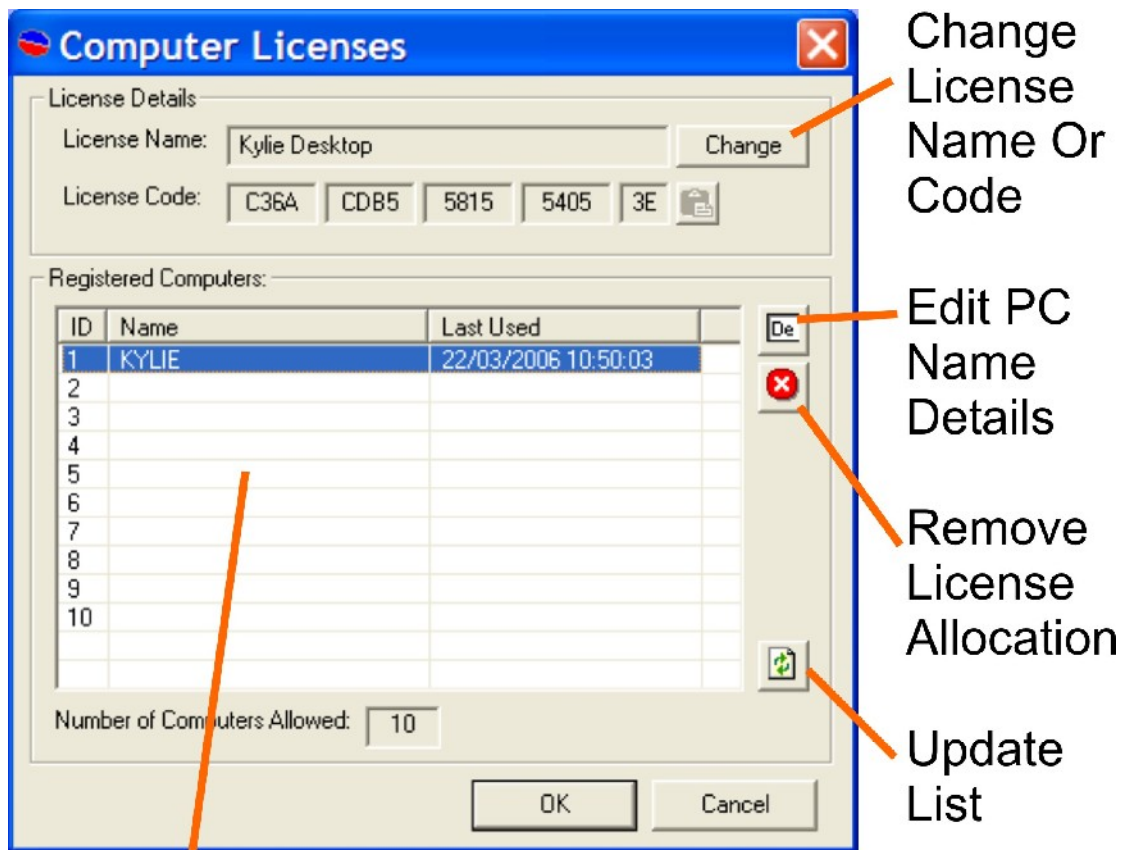 Computer Licenses
License Details
License Name: Kylie Desktop Change
License Code: C36A CDB5 5815 5405 3E
Registered Computers:
ID Name Last Used De
1 KYLIE 22/03/2006 10:50:03
2
3
4
5
6
7
8
9
10
Number of Computers Allowed: 10
OK Cancel
Change
License
Name Or
Code
Edit PC
Name
Details
Remove
License
Allocation
Update
List